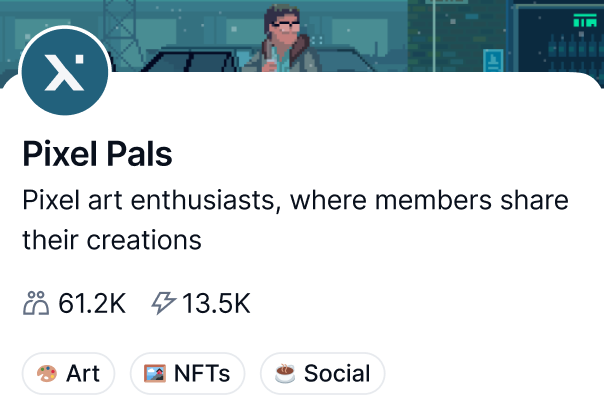 Pixel Pals
Pixel art enthusiasts, where members share
their creations
61.2K 13.5K
Art NFTs Social